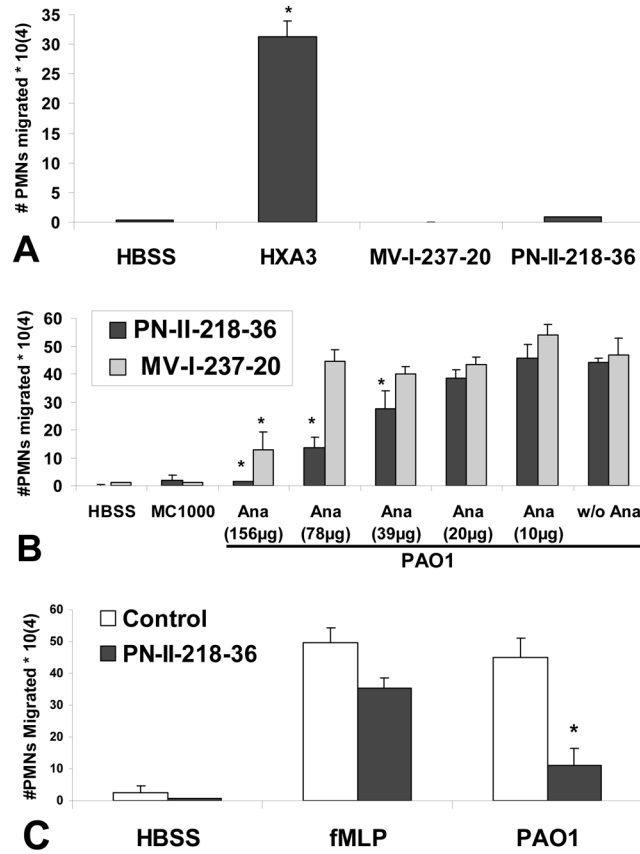 # PMNs migrated * 10(4)
35
30
25
20
15
10
5
0
*
HBSS HXA3 MV-I-237-20 PN-II-218-36
A
#PMNs migrated * 10(4)
60
50
40
30
20
10
0
PN-II-218-36
MV-I-237-20
* * * *
HBSS MC1000 Ana Ana Ana Ana Ana w/o Ana
(156µg) (78µg) (39µg) (20µg) (10µg)
PAO1
B
#PMNs Migrated * 10(4)
60
50
40
30
20
10
0
Control
PN-II-218-36
*
HBSS fMLP PAO1
C